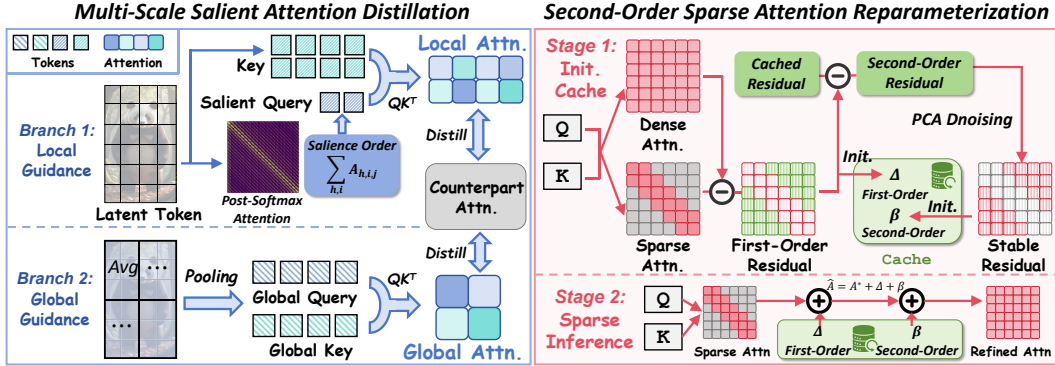 Multi-Scale Salient Attention Distillation
Tokens
Attention
Key
Salient Query
QKᵀ
Local Attn.
Branch 1:
Local
Guidance
Latent Token
Post-Softmax
Attention
Salience Order
∑ A_{h,i,j}
h,i
Distill
Counterpart
Attn.
Distill
Branch 2:
Global
Guidance
Avg ...
...
Pooling
Global Query
Global Key
QKᵀ
Global Attn.
Second-Order Sparse Attention Reparameterization
Stage 1:
Init.
Cache
Q
K
Dense
Attn.
Sparse
Attn.
First-Order
Residual
Cached
Residual
Second-Order
Residual
PCA Dnoising
Init.
Δ
First-Order
β
Second-Order
Init.
Cache
Stable
Residual
Stage 2:
Sparse
Inference
Q
K
Sparse Attn
Â = A* + Δ + β
Δ
First-Order
β
Second-Order
Refined Attn